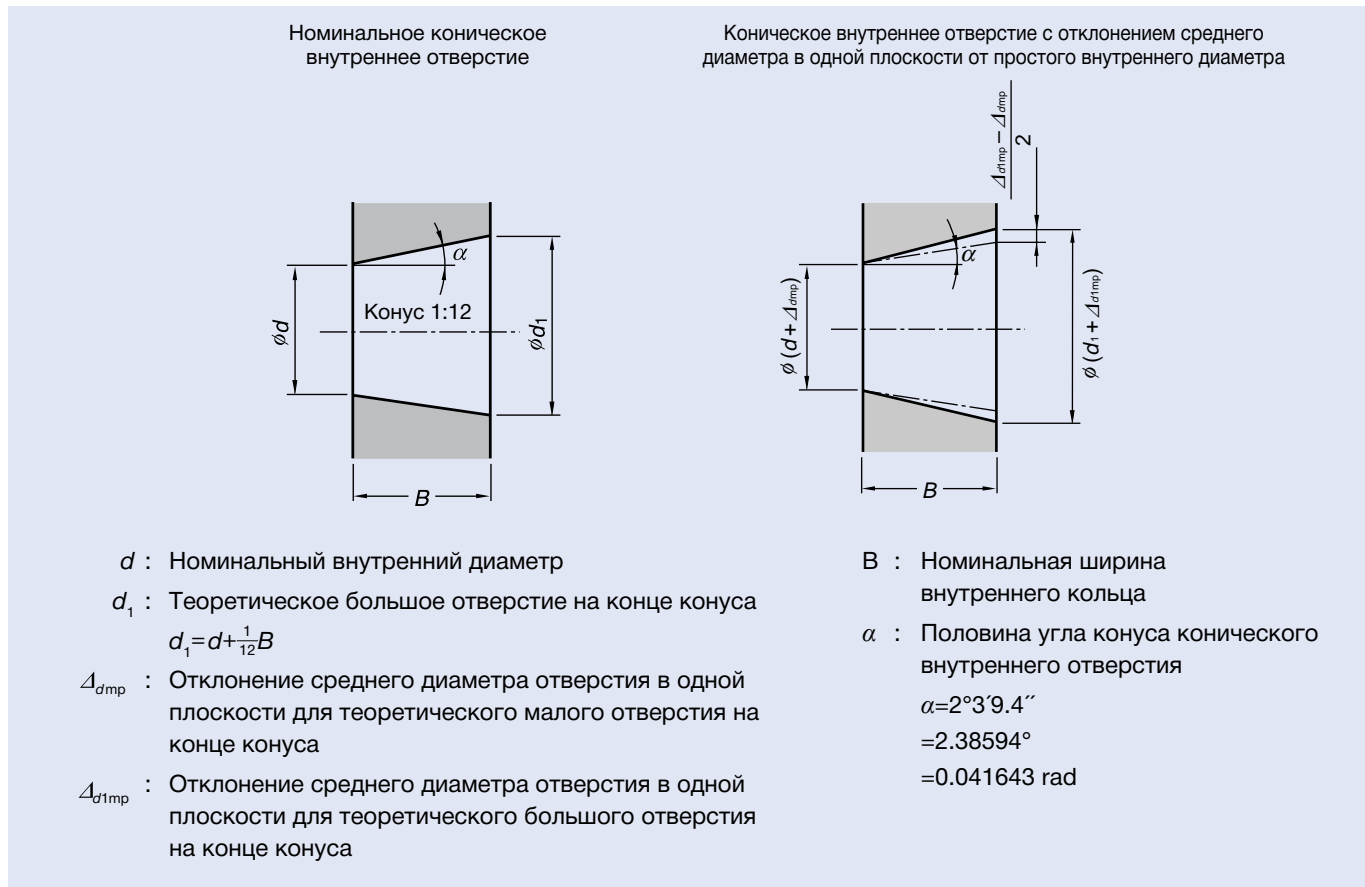 Номинальное коническое
внутреннее отверстие
Коническое внутреннее отверстие с отклонением среднего
диаметра в одной плоскости от простого внутреннего диаметра
ød
α
Конус 1:12
ød₁
B
ø (d + Δdmp)
α
Δd1mp – Δdmp
2
ø (d₁ + Δd1mp)
B
d : Номинальный внутренний диаметр
d₁ : Теоретическое большое отверстие на конце конуса
d₁=d+1/12B
Δdmp : Отклонение среднего диаметра отверстия в одной
плоскости для теоретического малого отверстия на
конце конуса
Δd1mp : Отклонение среднего диаметра отверстия в одной
плоскости для теоретического большого отверстия
на конце конуса
B : Номинальная ширина
внутреннего кольца
α : Половина угла конуса конического
внутреннего отверстия
α=2°3′9.4′′
=2.38594°
=0.041643 rad